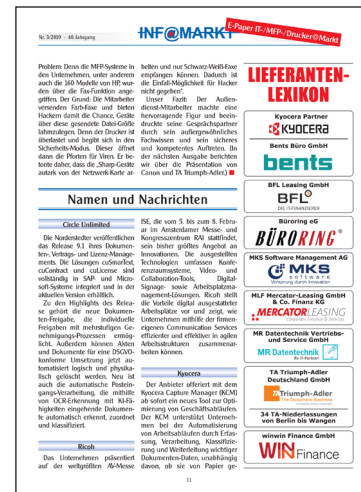 Nr. 3/2019 · 48. Jahrgang
INF@MARKT
E-Paper IT-/MFP-/Drucker@Markt
Problem: Denn die MFP-Systeme in
den Unternehmen, unter anderem
auch die 160 Modelle von HP, wur-
den über die Fax-Funktion ange-
griffen. Der Grund: Die Mitarbeiter
versenden Farb-Faxe und bieten
Hackern damit die Chance, Geräte
über diese gesendete Datei-Größe
lahmzulegen. Denn der Drucker ist
überlastet und begibt sich in den
Sicherheits-Modus. Dieser öffnet
dann die Pforten für Viren. Er be-
tonte daher, dass die „Sharp-Geräte
autark von der Netzwerk-Karte ar-
beiten und nur Schwarz-Weiß-Faxe
empfangen können. Dadurch ist
die Einfall-Möglichkeit für Hacker
nicht gegeben".
Unser Fazit: Der Außen-
dienst-Mitarbeiter machte eine
hervorragende Figur und beein-
druckte seine Gesprächspartner
durch sein außergewöhnliches
Fachwissen und sein sicheres
und kompetentes Auftreten. (In
der nächsten Ausgabe berichten
wir über die Präsentation von
Canon und TA Triumph-Adler.)
Namen und Nachrichten
Circle Unlimited
Die Norderstedter veröffentlichen
das Release 9.1 ihres Dokumen-
ten-, Vertrags- und Lizenz-Manage-
ments. Die Lösungen cuSmarText,
cuContract und cuLicense sind
vollständig in SAP- und Micro-
soft-Systeme integriert und in der
aktuellen Version erhältlich.
Zu den Highlights des Relea-
se gehört die neue Dokumen-
ten-Freigabe, die individuelle
Freigaben mit mehrstufigen Ge-
nehmigungs-Prozessen ermög-
licht. Außerdem können Akten
und Dokumente für eine DSGVO-
konforme Umsetzung jetzt au-
tomatisiert logisch und physika-
lisch gelöscht werden. Neu ist
auch die automatische Postein-
gangs-Verarbeitung, die mithilfe
von OCR-Erkennung mit KI-Fä-
higkeiten eingehende Dokumen-
te automatisch erkennt, zuordnet
und klassifiziert.
Ricoh
Das Unternehmen präsentiert
auf der weltgrößten AV-Messe
ISE, die vom 5. bis zum 8. Febru-
ar im Amsterdamer Messe- und
Kongresszentrum RAI stattfindet,
sein bisher größtes Angebot an
Innovationen. Die ausgestellten
Technologien umfassen Konfe-
renzraumsysteme, Video- und
Collaboration-Tools, Digital-
Signage- sowie Arbeitsplatzma-
nagement-Lösungen. Ricoh stellt
die Vorteile digital ausgestatteter
Arbeitsplätze vor und zeigt, wie
Unternehmen mithilfe der firmen-
eigenen Communication Services
effizienter und effektiver in agilen
Arbeitsstrukturen zusammenar-
beiten können.
Kyocera
Der Anbieter offeriert mit dem
Kyocera Capture Manager (KCM)
ab sofort ein neues Tool zur Opti-
mierung von Geschäftsabläufen.
Der KCM unterstützt Unterneh-
men bei der Automatisierung
von Arbeitsabläufen durch Erfas-
sung, Verarbeitung, Klassifizie-
rung und Weiterleitung wichtiger
Dokumenten-Daten, unabhängig
davon, ob sie von Papier ge-
LIEFERANTEN-
LEXIKON
Kyocera Partner
KYOCERA
Bents Büro GmbH
bents
BFL Leasing GmbH
BFL
DIE IT-FINANZIERER
Büroring eG
BÜRORING
MKS Software Management AG
MKS
software
Vorsprung durch Innovation
MLF Mercator-Leasing GmbH
& Co. Finanz KG
MERCATORLEASING
MR Datentechnik Vertriebs-
und Service GmbH
MR Datentechnik
Ihr IT-Partner!
TA Triumph-Adler
Deutschland GmbH
TATriumph-Adler
The Document Business
34 TA-Niederlassungen
von Berlin bis Wangen
winwin Finance GmbH
WINFinance
11